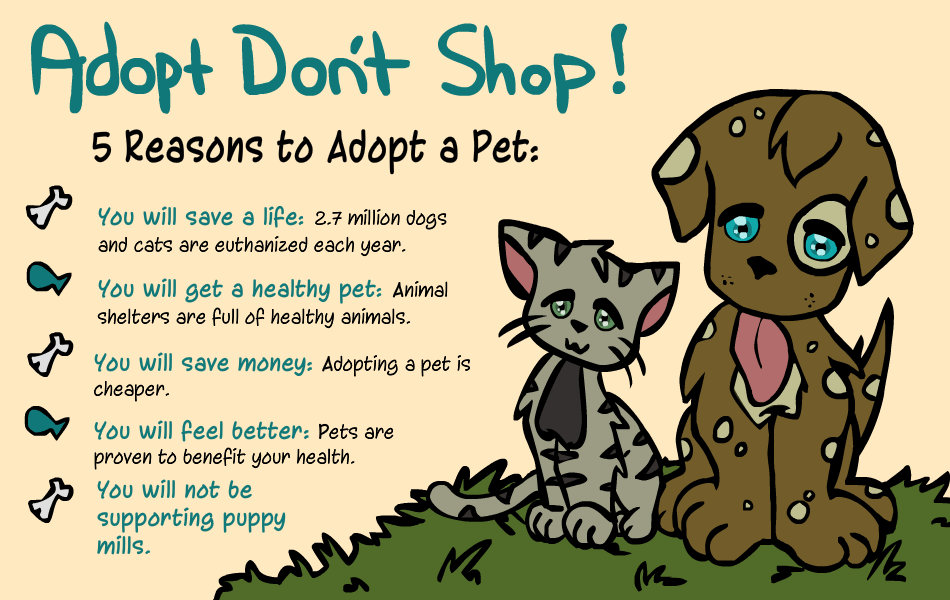 Adopt Don't Shop!
5 Reasons to Adopt a Pet:
You will save a life: 2.7 million dogs
and cats are euthanized each year.
You will get a healthy pet: Animal
shelters are full of healthy animals.
You will save money: Adopting a pet is
cheaper.
You will feel better: Pets are
proven to benefit your health.
You will not be
supporting puppy
mills.